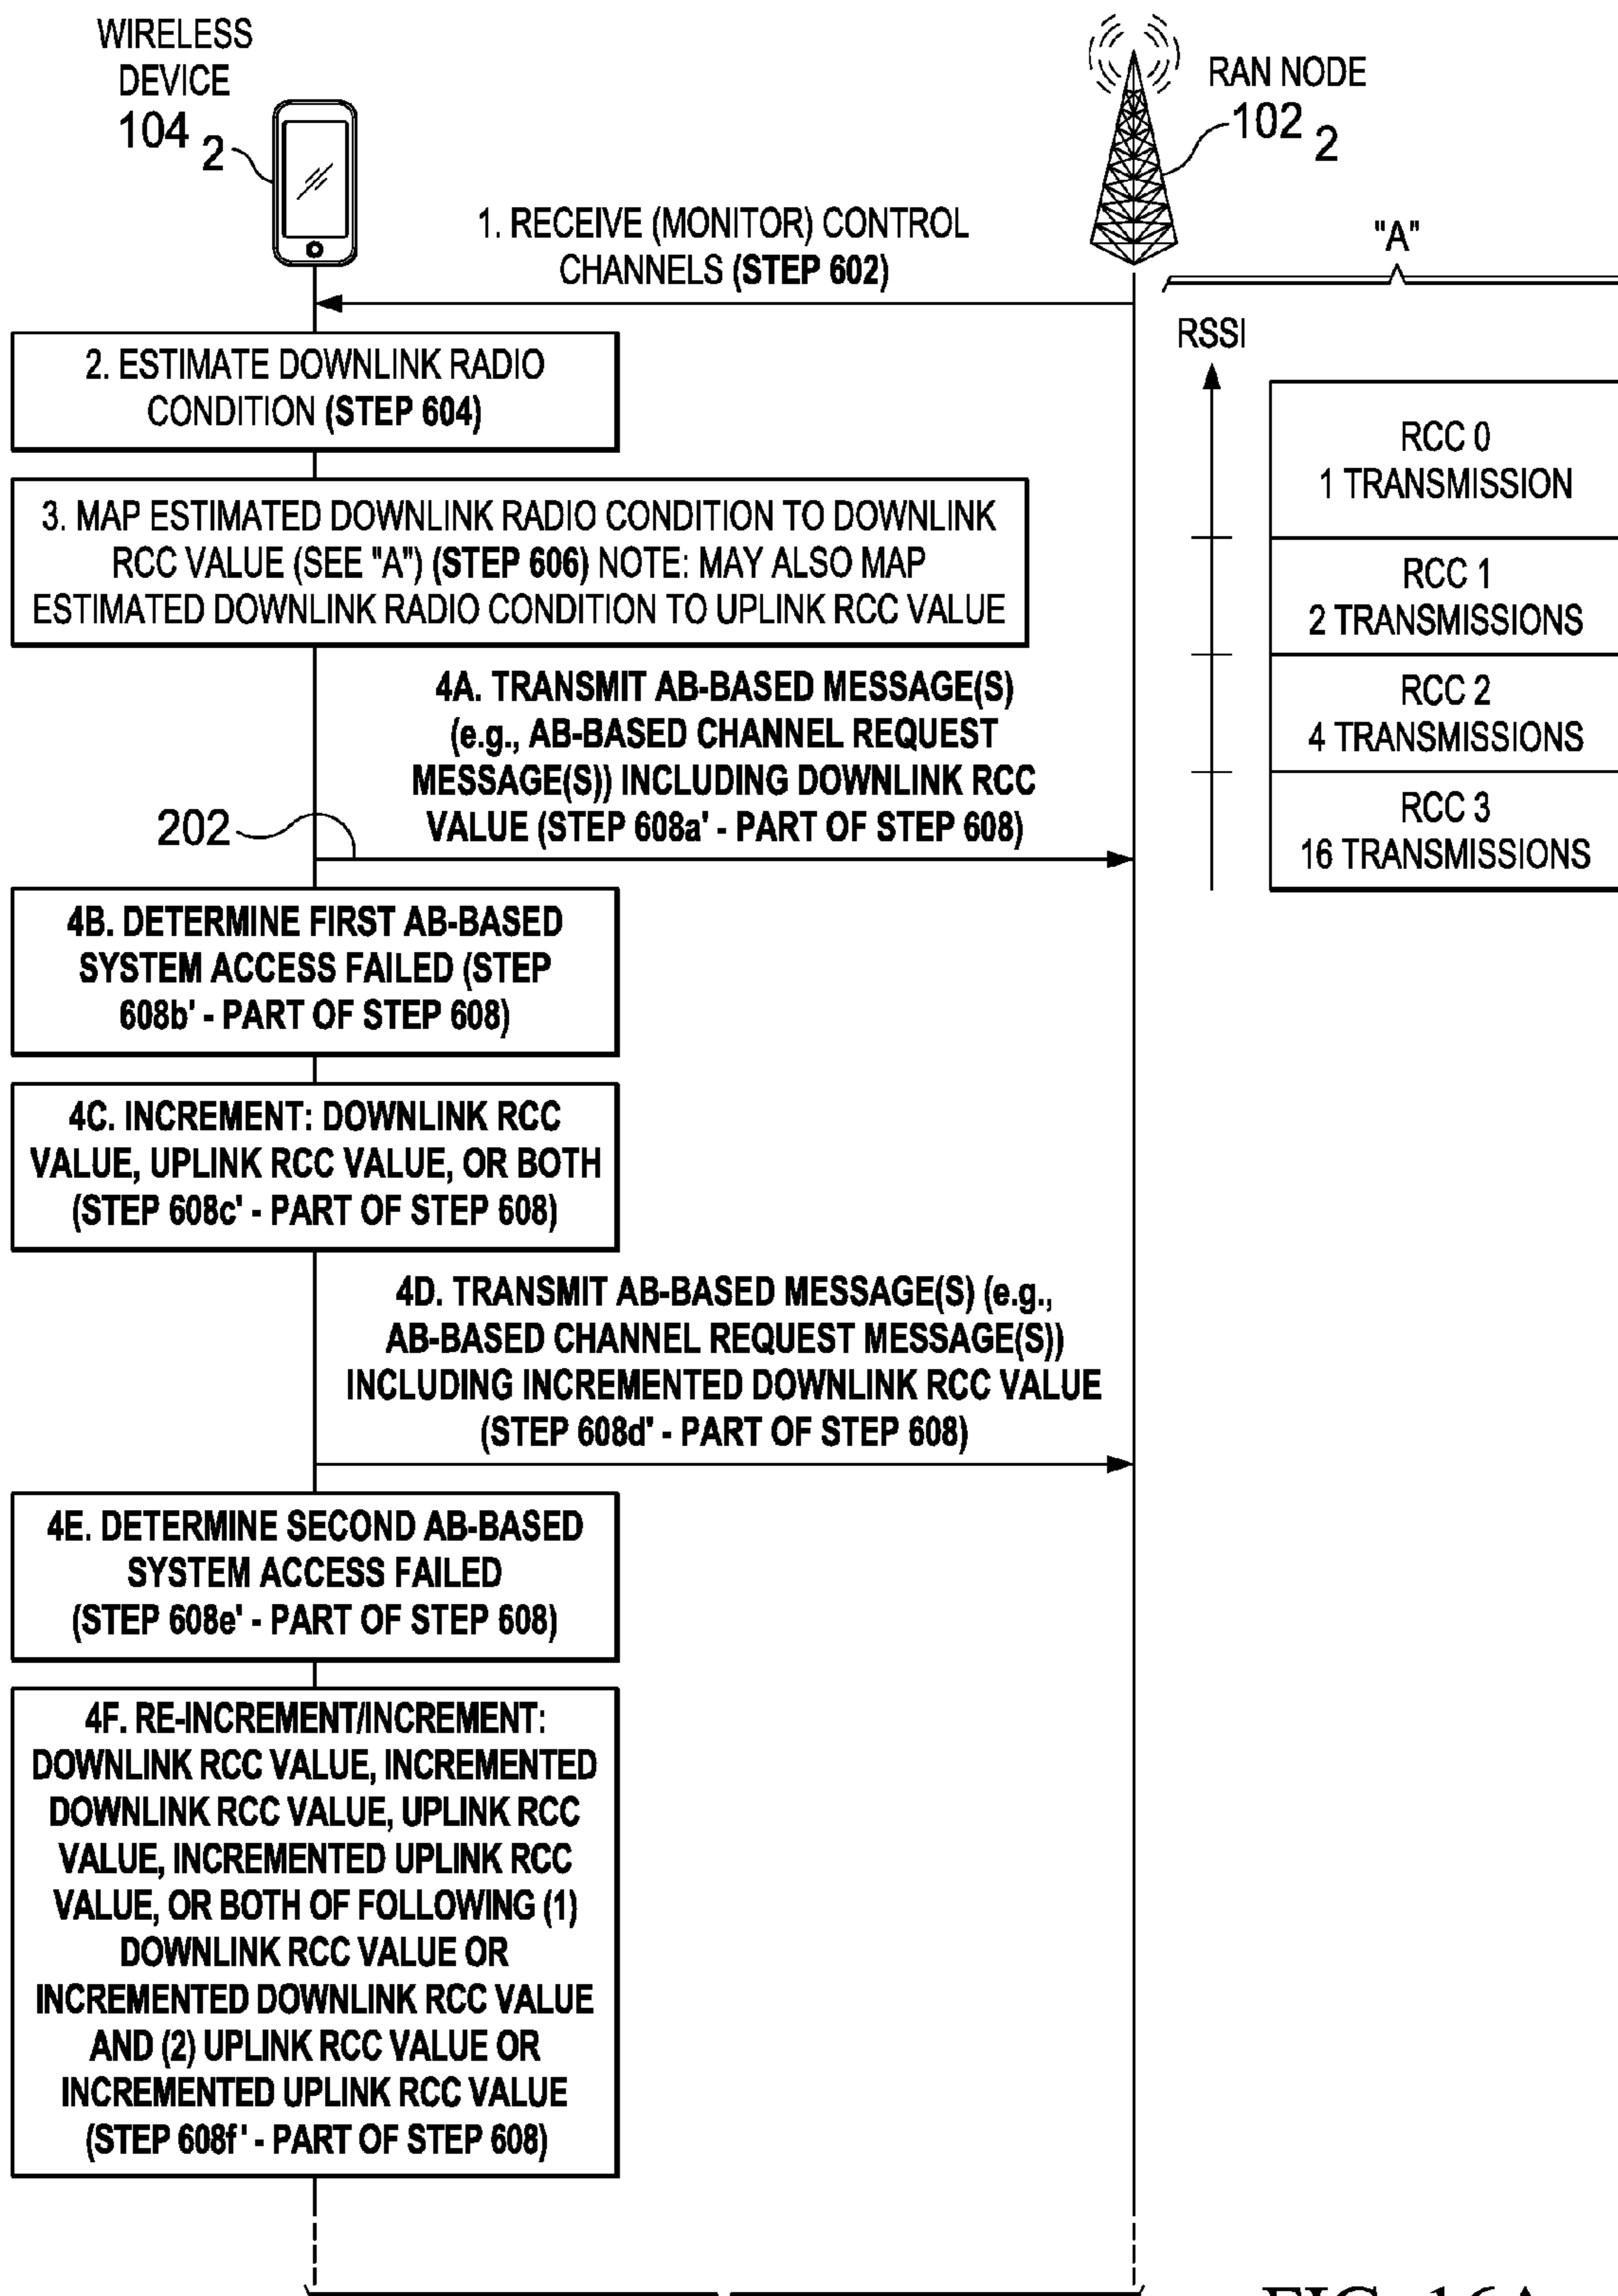 WIRELESS
DEVICE
104 2
RAN NODE
102 2
1. RECEIVE (MONITOR) CONTROL
CHANNELS (STEP 602)
"A"
RSSI
2. ESTIMATE DOWNLINK RADIO
CONDITION (STEP 604)
RCC 0
1 TRANSMISSION
3. MAP ESTIMATED DOWNLINK RADIO CONDITION TO DOWNLINK
RCC VALUE (SEE "A") (STEP 606) NOTE: MAY ALSO MAP
ESTIMATED DOWNLINK RADIO CONDITION TO UPLINK RCC VALUE
RCC 1
2 TRANSMISSIONS
RCC 2
4 TRANSMISSIONS
RCC 3
16 TRANSMISSIONS
4A. TRANSMIT AB-BASED MESSAGE(S)
(e.g., AB-BASED CHANNEL REQUEST
MESSAGE(S)) INCLUDING DOWNLINK RCC
VALUE (STEP 608a' - PART OF STEP 608)
202
4B. DETERMINE FIRST AB-BASED
SYSTEM ACCESS FAILED (STEP
608b' - PART OF STEP 608)
4C. INCREMENT: DOWNLINK RCC
VALUE, UPLINK RCC VALUE, OR BOTH
(STEP 608c' - PART OF STEP 608)
4D. TRANSMIT AB-BASED MESSAGE(S) (e.g.,
AB-BASED CHANNEL REQUEST MESSAGE(S))
INCLUDING INCREMENTED DOWNLINK RCC VALUE
(STEP 608d' - PART OF STEP 608)
4E. DETERMINE SECOND AB-BASED
SYSTEM ACCESS FAILED
(STEP 608e' - PART OF STEP 608)
4F. RE-INCREMENT/INCREMENT:
DOWNLINK RCC VALUE, INCREMENTED
DOWNLINK RCC VALUE, UPLINK RCC
VALUE, INCREMENTED UPLINK RCC
VALUE, OR BOTH OF FOLLOWING (1)
DOWNLINK RCC VALUE OR
INCREMENTED DOWNLINK RCC VALUE
AND (2) UPLINK RCC VALUE OR
INCREMENTED UPLINK RCC VALUE
(STEP 608f' - PART OF STEP 608)
FIG. 16A